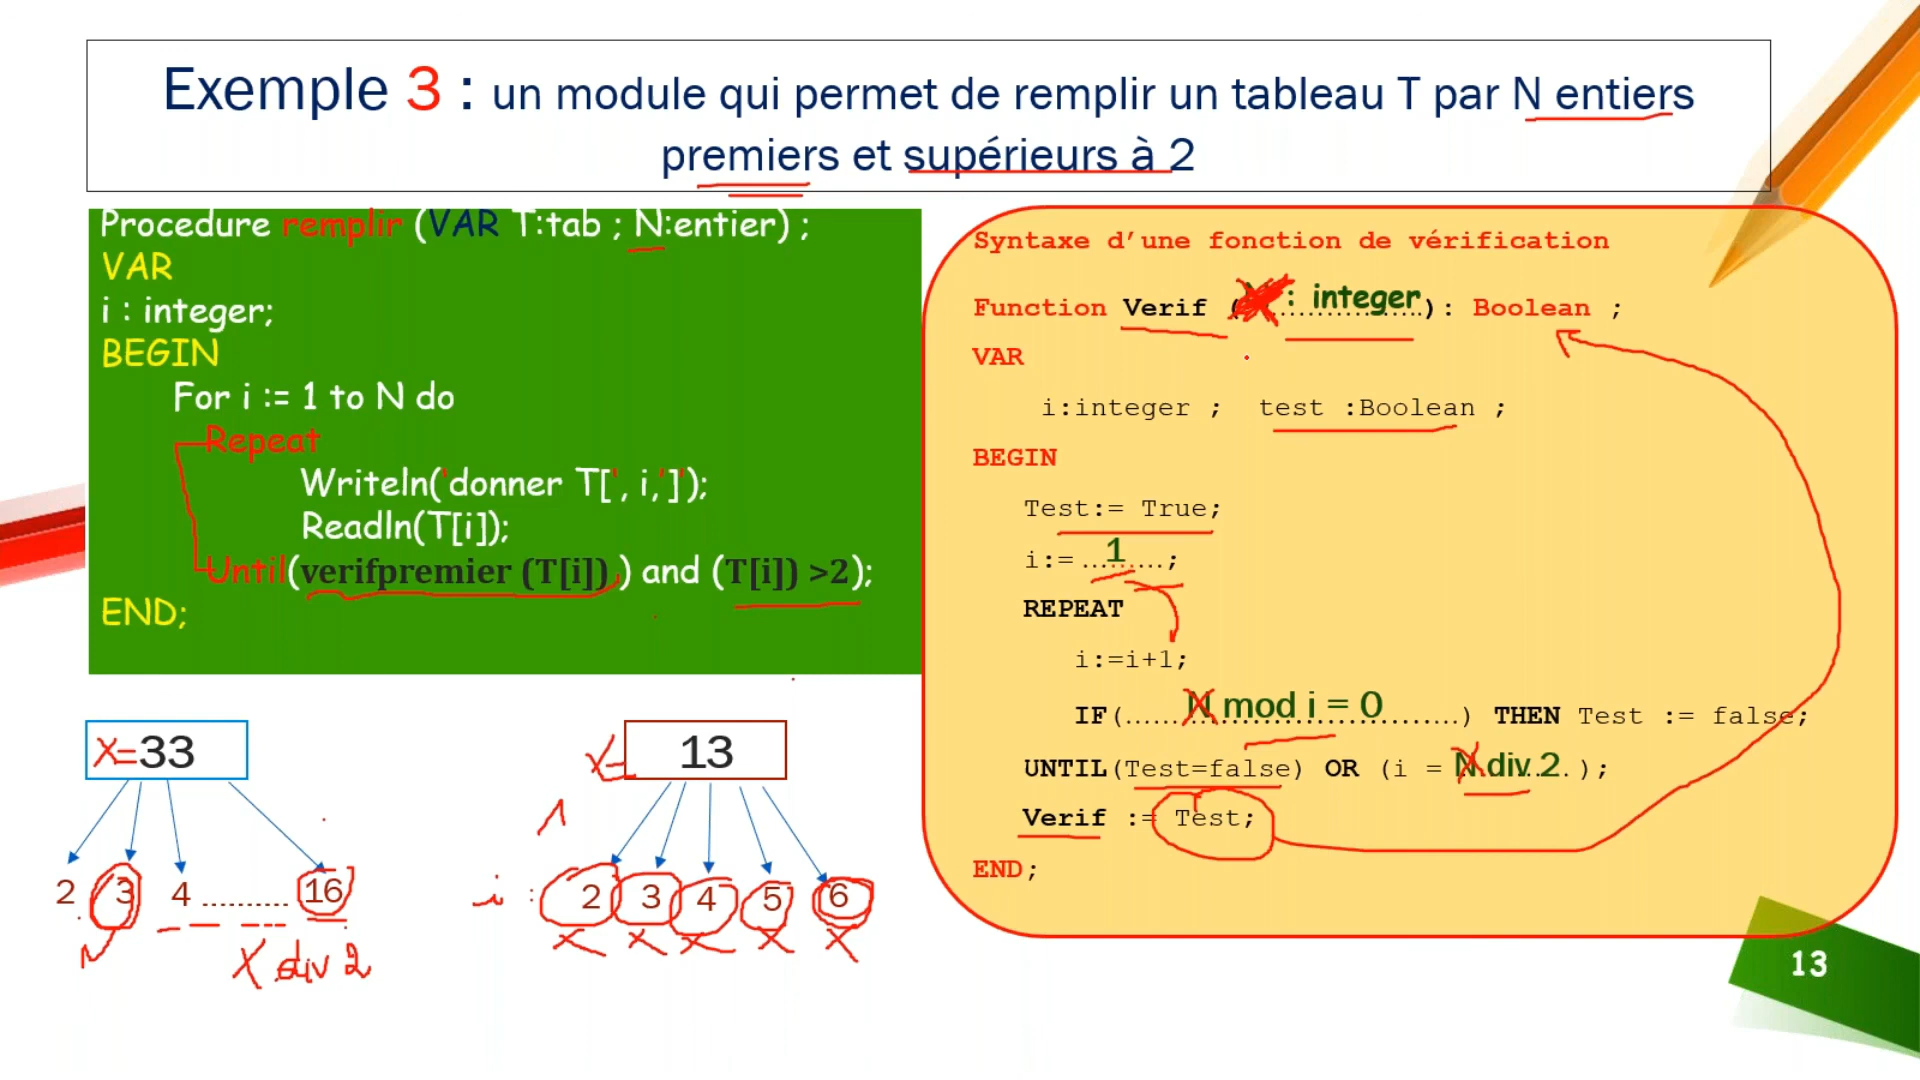 Exemple 3 : un module qui permet de remplir un tableau T par N entiers
premiers et supérieurs à 2
Procedure remplir (VAR T:tab ; N:entier) ;
VAR
i : integer;
BEGIN
For i := 1 to N do
Repeat
Writeln('donner T[', i,']');
Readln(T[i]);
Until(verifpremier (T[i]) ) and (T[i]) >2);
END;
Syntaxe d’une fonction de vérification
Function Verif (X : integer): Boolean ;
VAR
i:integer ; test :Boolean ;
BEGIN
Test:= True;
i:= 1 ;
REPEAT
i:=i+1;
IF(...... X mod i = 0 ......) THEN Test := false;
UNTIL(Test=false) OR (i = X div 2 );
Verif := Test;
END;
X=33
2 3 4 .......... 16
X div 2
X= 13
1
i : 2 3 4 5 6
X X X X X
13